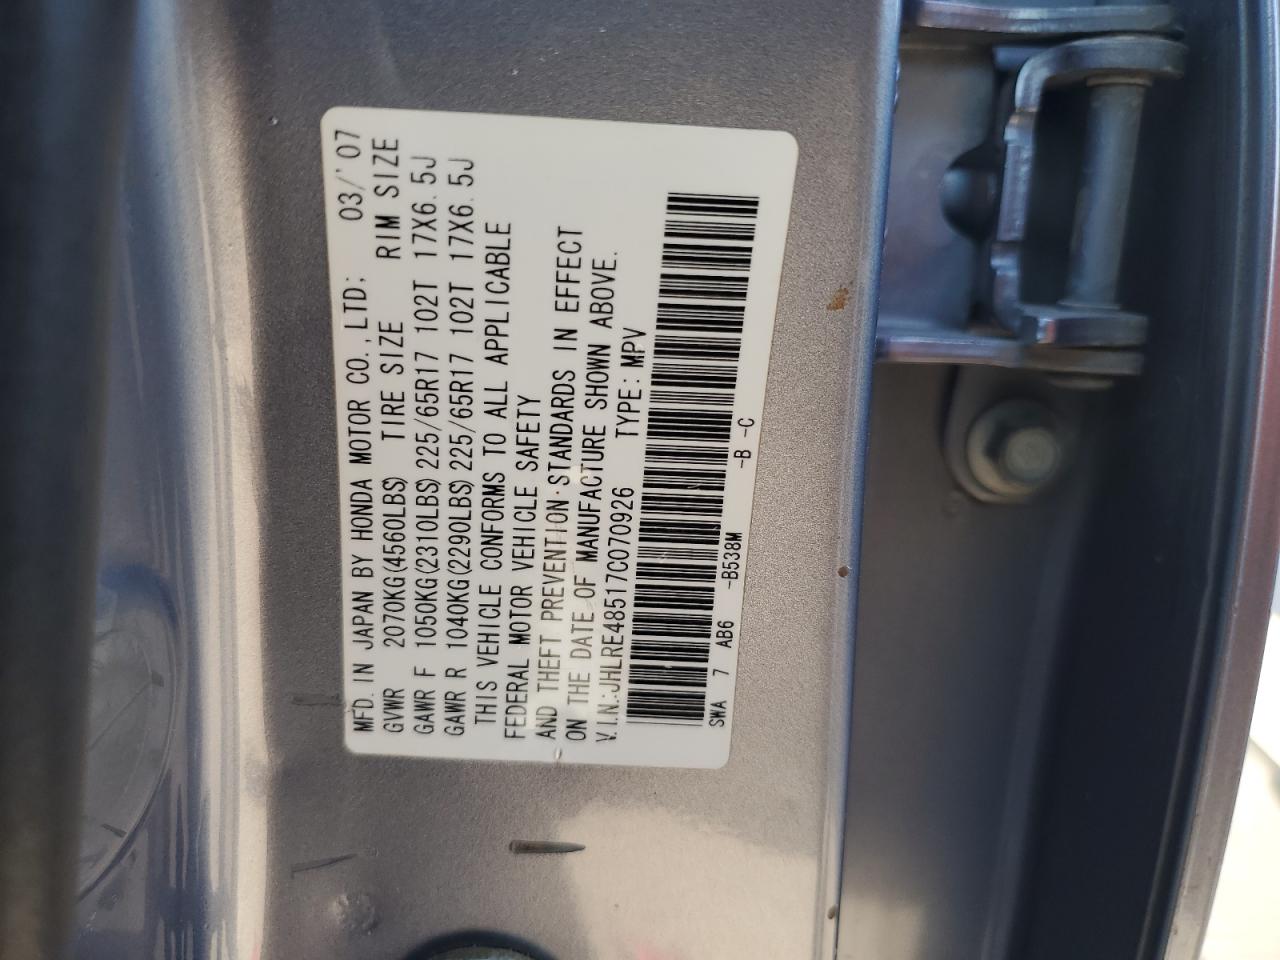 MFD. IN JAPAN BY HONDA MOTOR CO., LTD: 03/'07
GVWR 2070KG(4560LBS) TIRE SIZE RIM SIZE
GAWR F 1050KG(2310LBS) 225/65R17 102T 17X6.5J
GAWR R 1040KG(2290LBS) 225/65R17 102T 17X6.5J
THIS VEHICLE CONFORMS TO ALL APPLICABLE
FEDERAL MOTOR VEHICLE SAFETY
AND THEFT PREVENTION STANDARDS IN EFFECT
ON THE DATE OF MANUFACTURE SHOWN ABOVE.
V.I.N.:JHLRE48517C070926 TYPE: MPV
SWA 7 AB6 -B538M -B -C